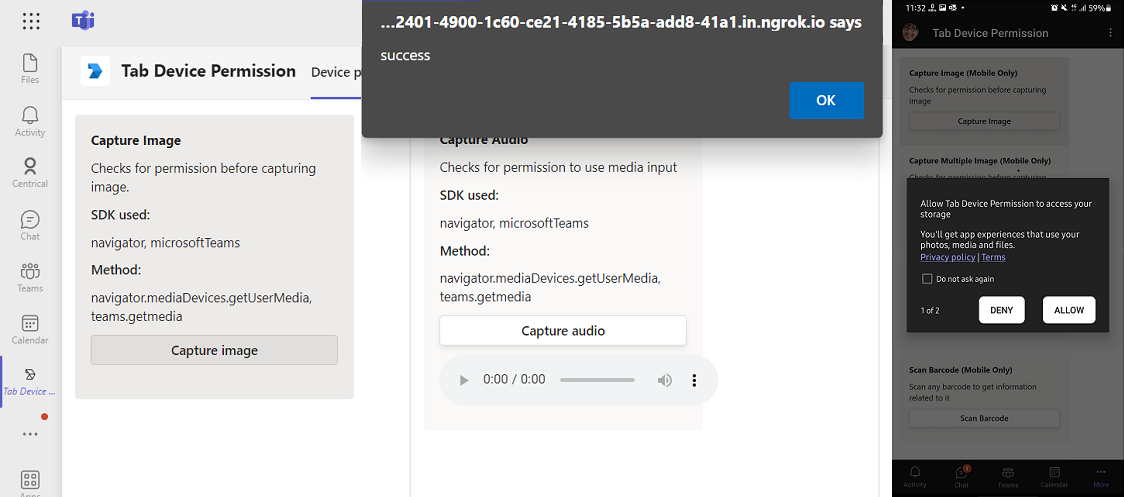 Files
Activity
Centrical
Chat
Teams
Calendar
Tab Device ...
Apps
Tab Device Permission
Device p
...2401-4900-1c60-ce21-4185-5b5a-add8-41a1.in.ngrok.io says
success
OK
Capture Image
Checks for permission before capturing
image.
SDK used:
navigator, microsoftTeams
Method:
navigator.mediaDevices.getUserMedia,
teams.getmedia
Capture image
Capture Audio
Checks for permission to use media input
SDK used:
navigator, microsoftTeams
Method:
navigator.mediaDevices.getUserMedia,
teams.getmedia
Capture audio
0:00 / 0:00
11:32
59%
Tab Device Permission
Capture Image (Mobile Only)
Checks for permission before capturing
image
Capture Image
Capture Multiple Image (Mobile Only)
Checks for permission before capturing
Allow Tab Device Permission to access your
storage
You'll get app experiences that use your
photos, media and files.
Privacy policy | Terms
Do not ask again
1 of 2
DENY
ALLOW
Scan Barcode (Mobile Only)
Scan any barcode to get information
related to it
Scan Barcode
1
Activity
Chat
Teams
Calendar
More